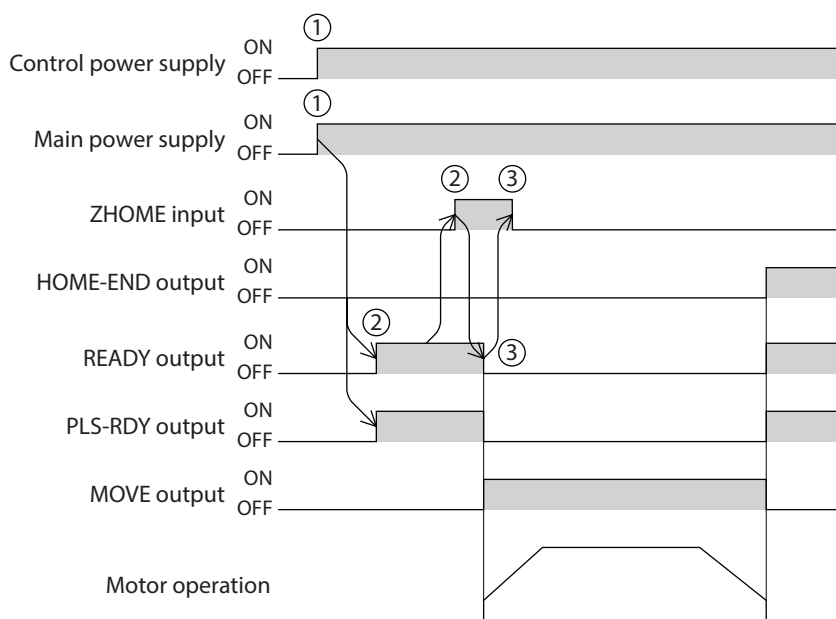 ①
ON
Control power supply
OFF
①
ON
Main power supply
OFF
② ③
ON
ZHOME input
OFF
ON
HOME-END output
OFF
②
ON
READY output
③
OFF
ON
PLS-RDY output
OFF
ON
MOVE output
OFF
Motor operation